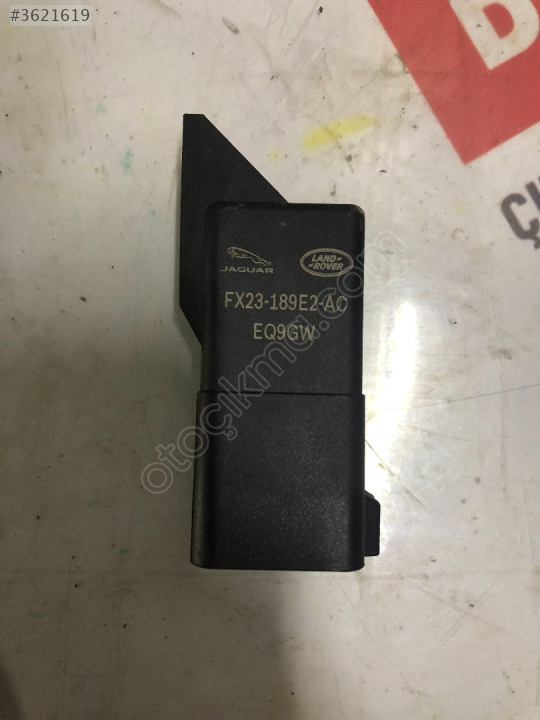 #3621619
JAGUAR
LAND
ROVER
FX23-189E2-AC
EQ9GW
otoçıkma.com